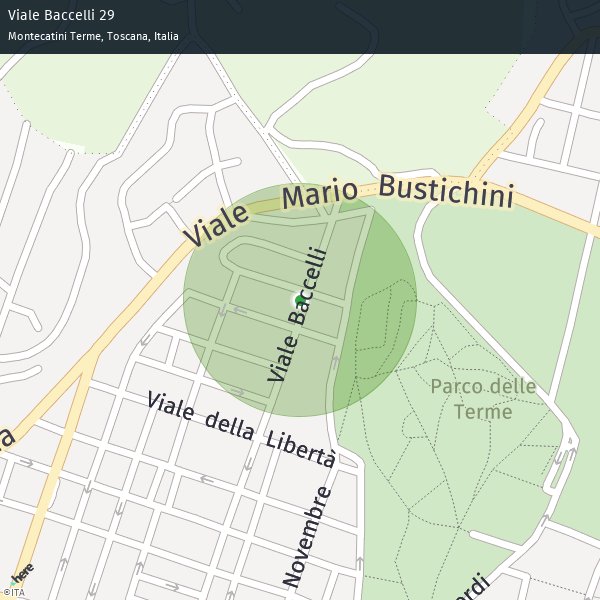 Viale Baccelli 29
Montecatini Terme, Toscana, Italia
Viale Mario Bustichini
Viale Baccelli
Parco delle
Terme
Viale della Libertà
Novembre
here
©ITA